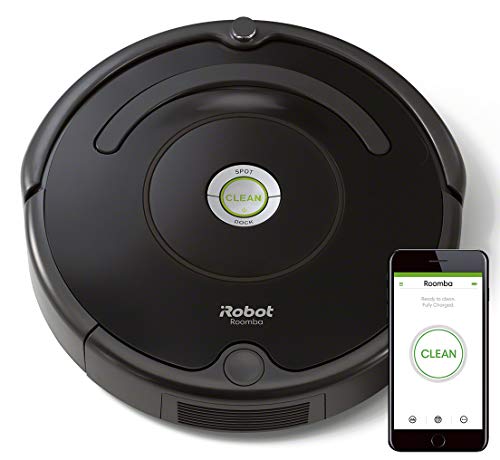 SPOT
CLEAN
DOCK
iRobot
Roomba
Roomba
Ready to clean.
Fully Charged.
CLEAN